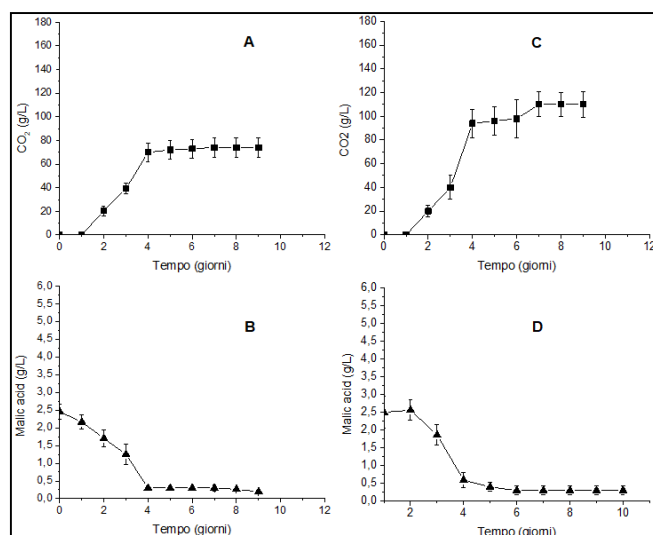 A
CO₂ (g/L)
180
160
140
120
100
80
60
40
20
0
0 2 4 6 8 10 12
Tempo (giorni)
C
CO2 (g/L)
180
160
140
120
100
80
60
40
20
0
0 2 4 6 8 10 12
Tempo (giorni)
B
Malic acid (g/L)
6,0
5,5
5,0
4,5
4,0
3,5
3,0
2,5
2,0
1,5
1,0
0,5
0,0
0 2 4 6 8 10 12
Tempo (giorni)
D
Malic acid (g/L)
6,0
5,5
5,0
4,5
4,0
3,5
3,0
2,5
2,0
1,5
1,0
0,5
0,0
2 4 6 8 10
Tempo (giorni)